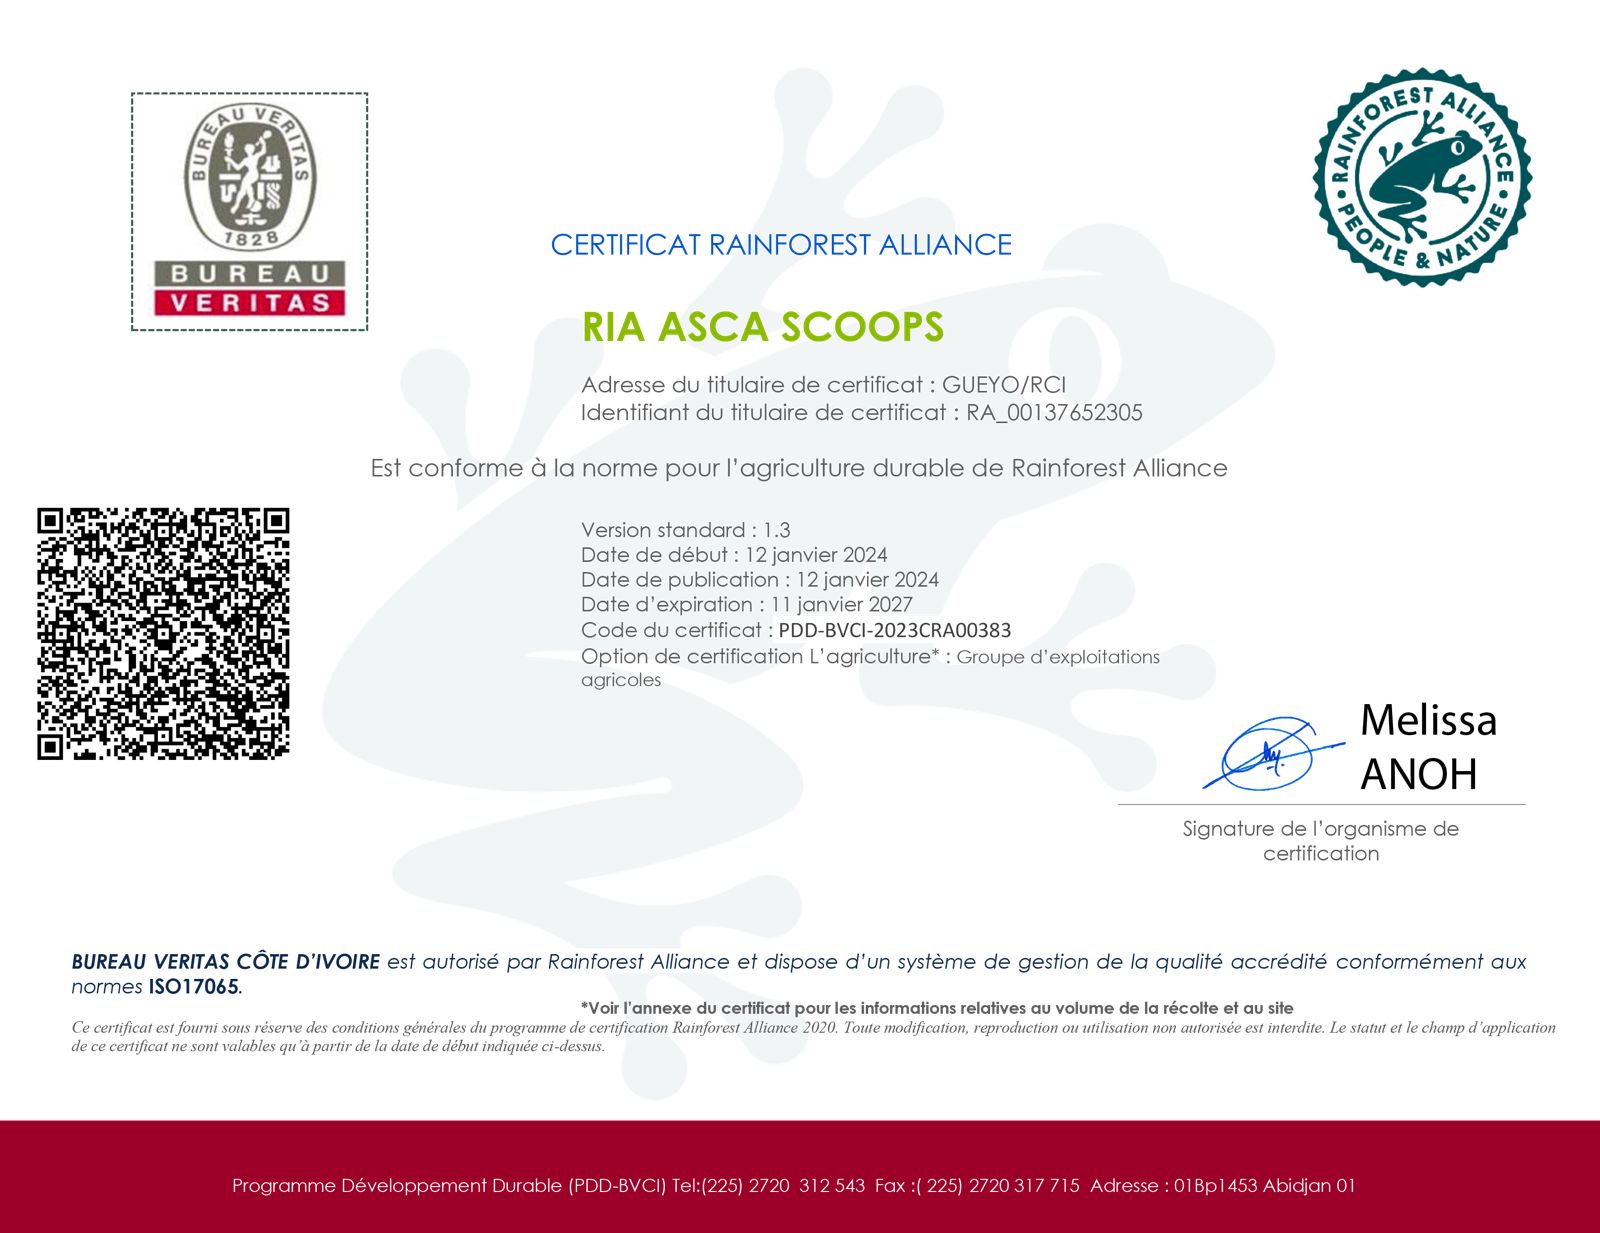 BUREAU VERITAS
1828
BUREAU
VERITAS
RAINFOREST ALLIANCE
PEOPLE & NATURE
CERTIFICAT RAINFOREST ALLIANCE
RIA ASCA SCOOPS
Adresse du titulaire de certificat : GUEYO/RCI
Identifiant du titulaire de certificat : RA_00137652305
Est conforme à la norme pour l’agriculture durable de Rainforest Alliance
Version standard : 1.3
Date de début : 12 janvier 2024
Date de publication : 12 janvier 2024
Date d’expiration : 11 janvier 2027
Code du certificat : PDD-BVCI-2023CRA00383
Option de certification L’agriculture* : Groupe d’exploitations
agricoles
Melissa
ANOH
Signature de l’organisme de
certification
BUREAU VERITAS CÔTE D’IVOIRE est autorisé par Rainforest Alliance et dispose d’un système de gestion de la qualité accrédité conformément aux
normes ISO17065.
*Voir l’annexe du certificat pour les informations relatives au volume de la récolte et au site
Ce certificat est fourni sous réserve des conditions générales du programme de certification Rainforest Alliance 2020. Toute modification, reproduction ou utilisation non autorisée est interdite. Le statut et le champ d’application
de ce certificat ne sont valables qu’à partir de la date de début indiquée ci-dessus.
Programme Développement Durable (PDD-BVCI) Tel:(225) 2720  312 543  Fax :( 225) 2720 317 715  Adresse : 01Bp1453 Abidjan 01